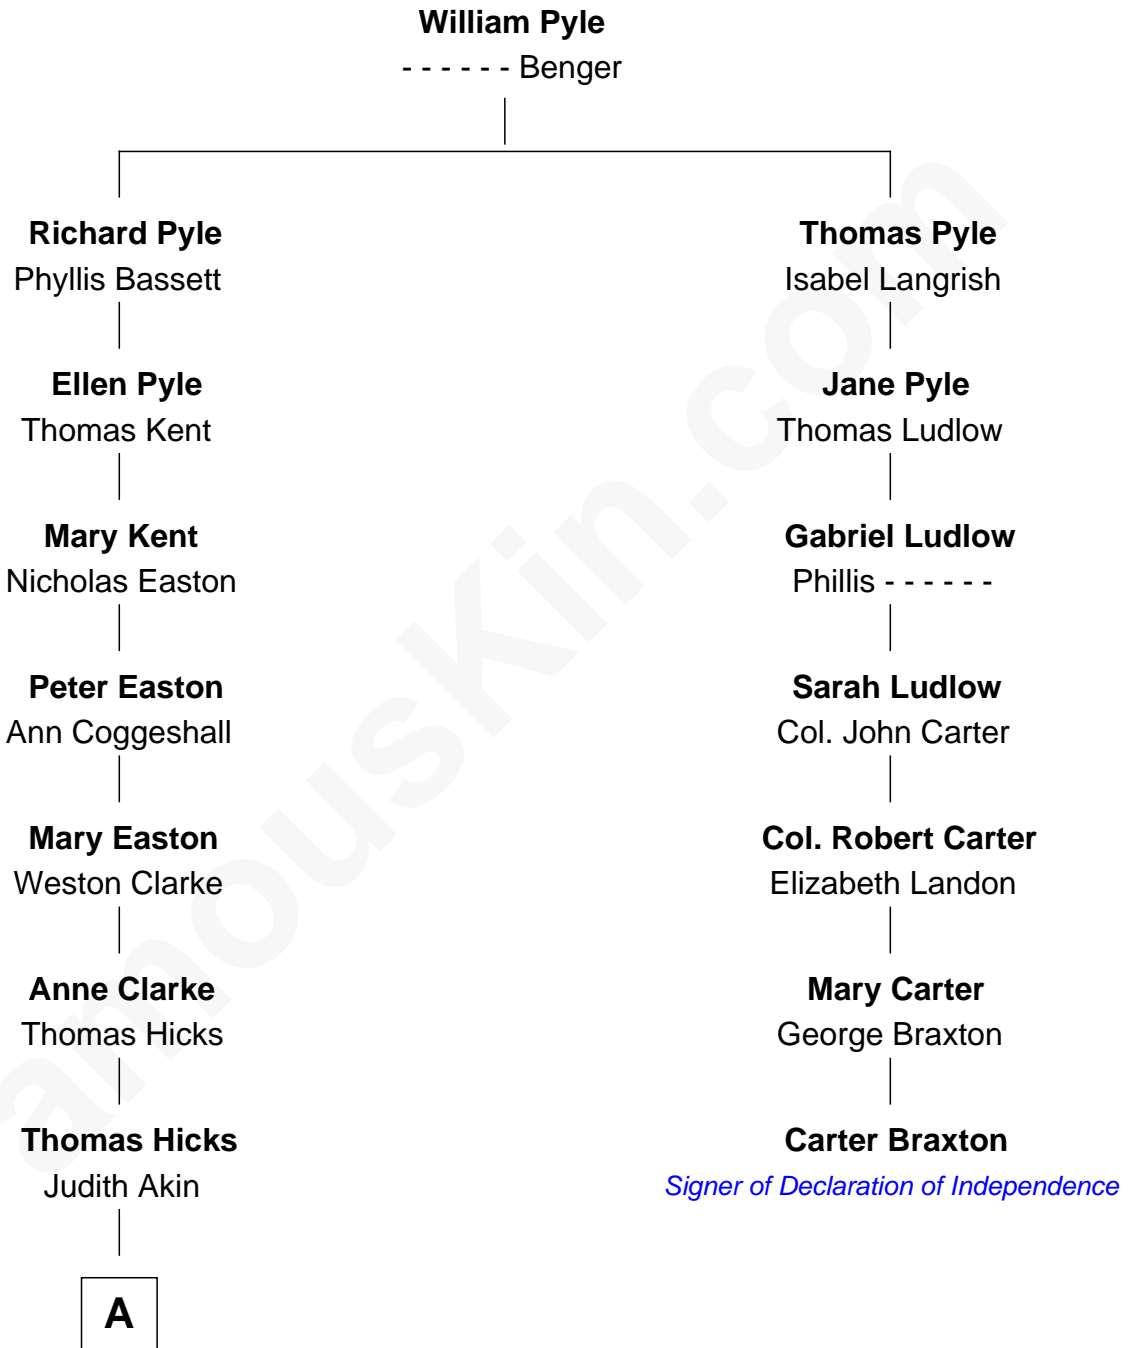 William Pyle
- - - - - - Benger
Richard Pyle
Phyllis Bassett
Thomas Pyle
Isabel Langrish
Ellen Pyle
Thomas Kent
Jane Pyle
Thomas Ludlow
Mary Kent
Nicholas Easton
Gabriel Ludlow
Phillis - - - - - -
Peter Easton
Ann Coggeshall
Sarah Ludlow
Col. John Carter
Mary Easton
Weston Clarke
Col. Robert Carter
Elizabeth Landon
Anne Clarke
Thomas Hicks
Mary Carter
George Braxton
Thomas Hicks
Judith Akin
Carter Braxton
Signer of Declaration of Independence
A
amousKin.com